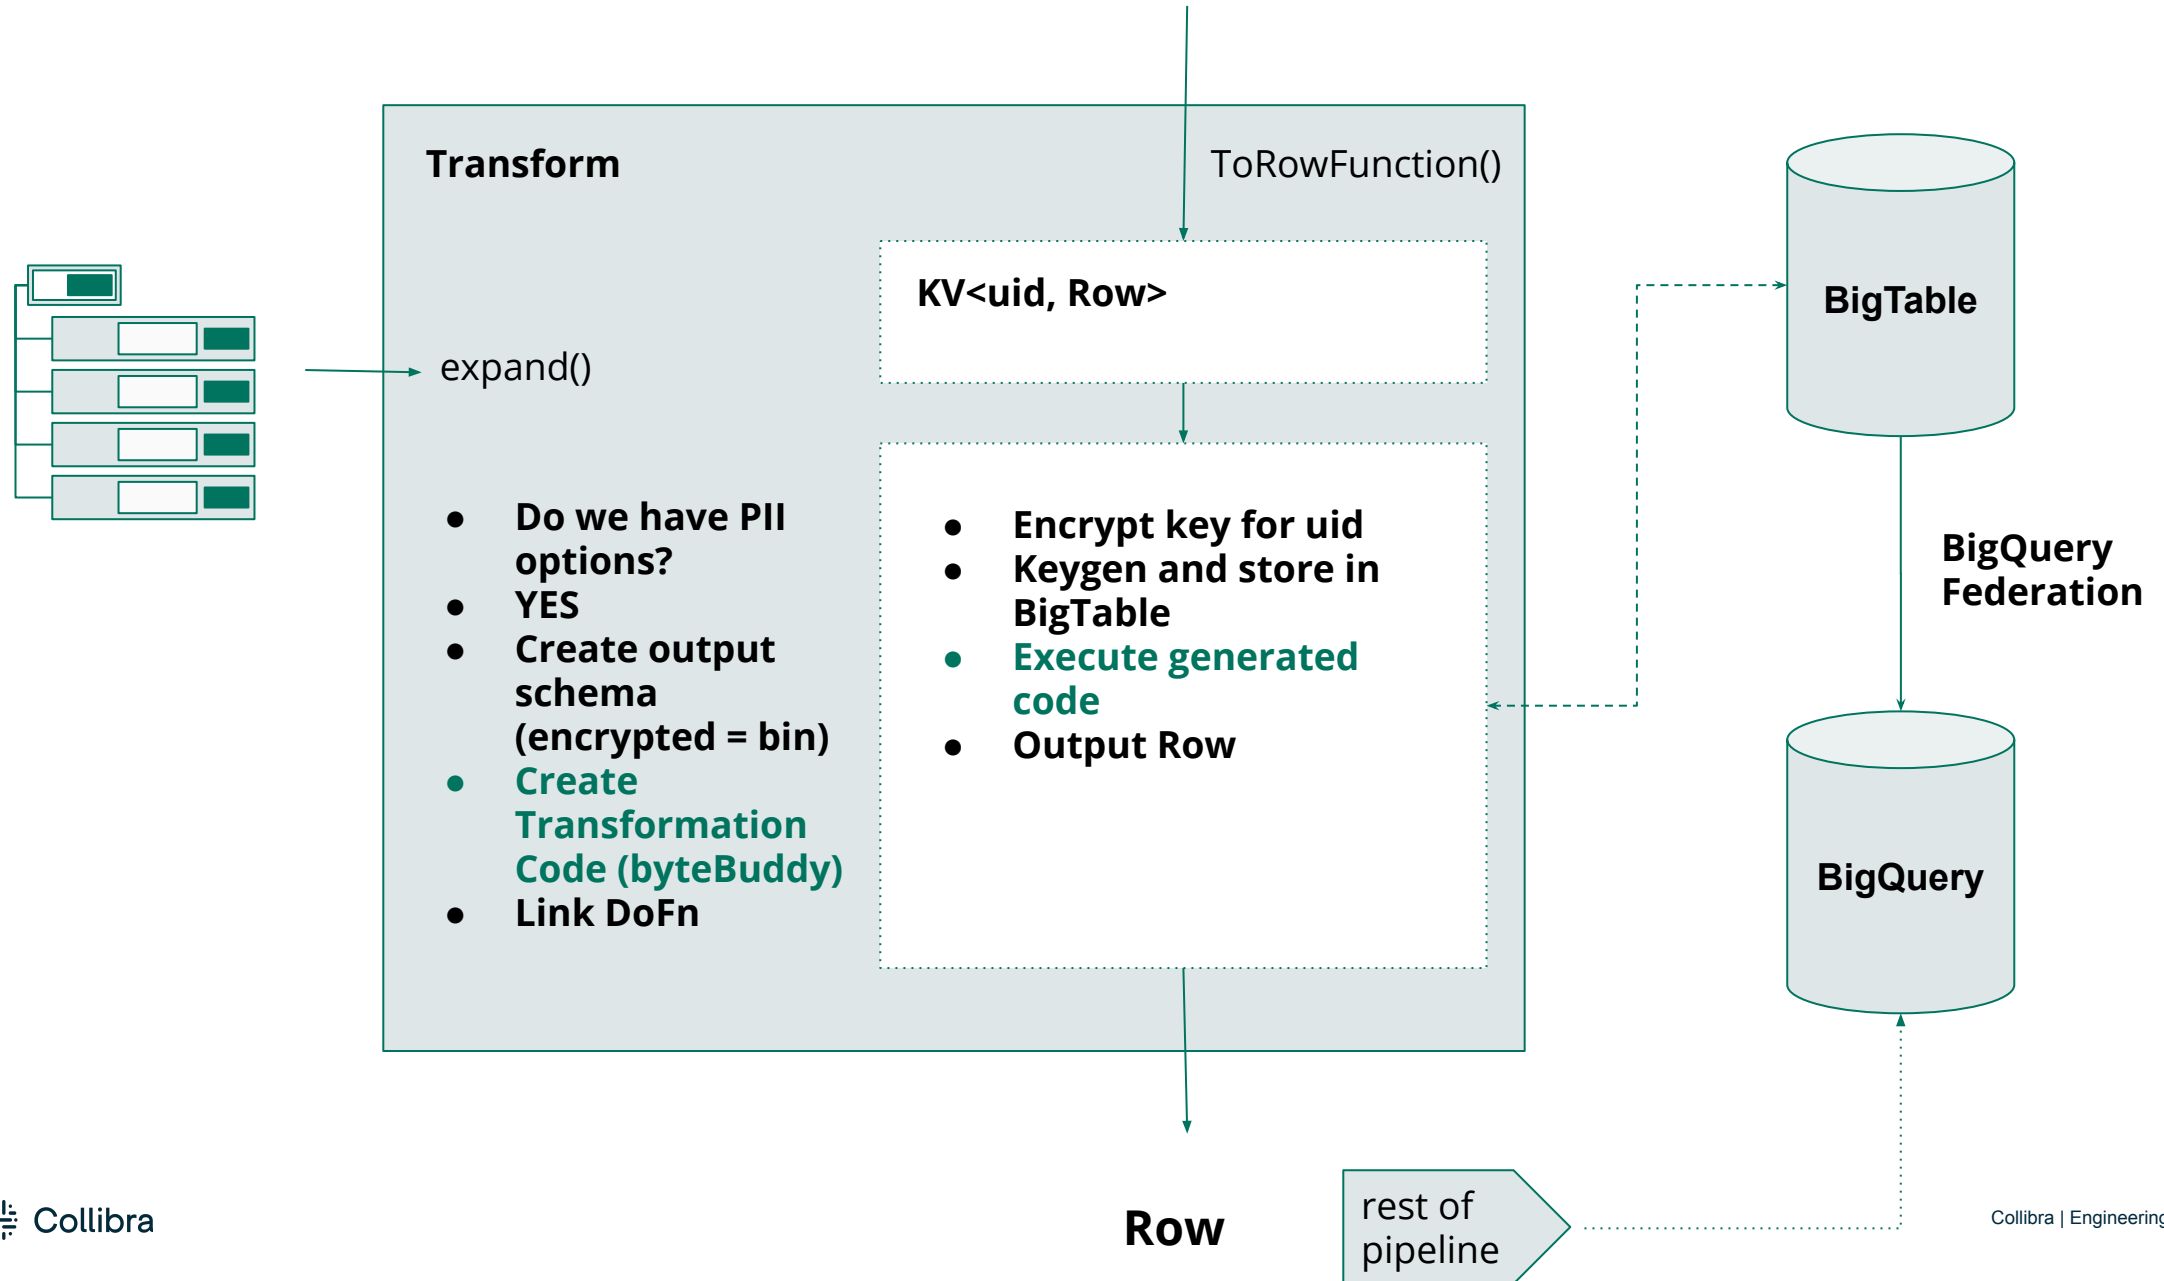 Transform
ToRowFunction()
KV<uid, Row>
expand()
● Do we have PII
options?
● YES
● Create output
schema
(encrypted = bin)
● Create
Transformation
Code (byteBuddy)
● Link DoFn
● Encrypt key for uid
● Keygen and store in
BigTable
● Execute generated
code
● Output Row
BigTable
BigQuery
Federation
BigQuery
Row
rest of
pipeline
Collibra
Collibra | Engineering